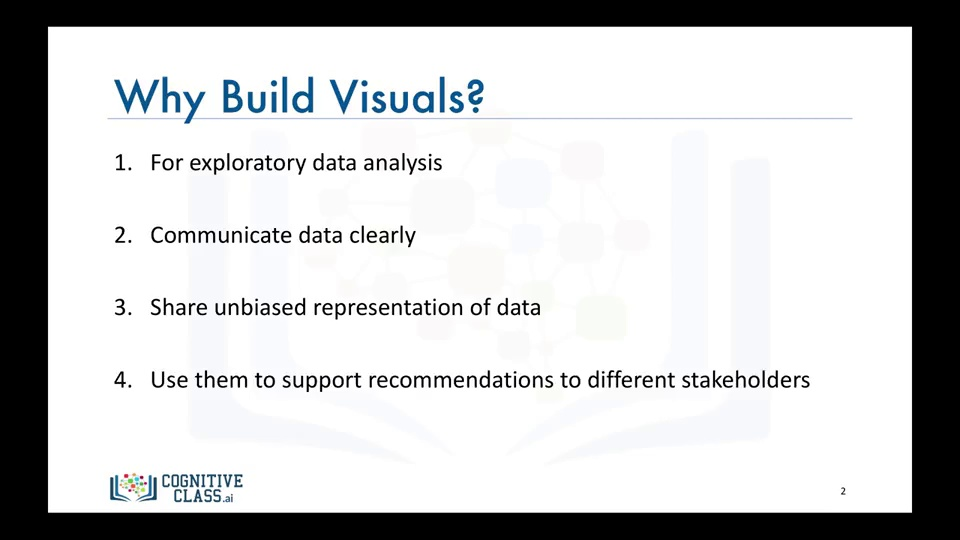 Why Build Visuals?
1. For exploratory data analysis
2. Communicate data clearly
3. Share unbiased representation of data
4. Use them to support recommendations to different stakeholders
COGNITIVE
CLASS.ai
2